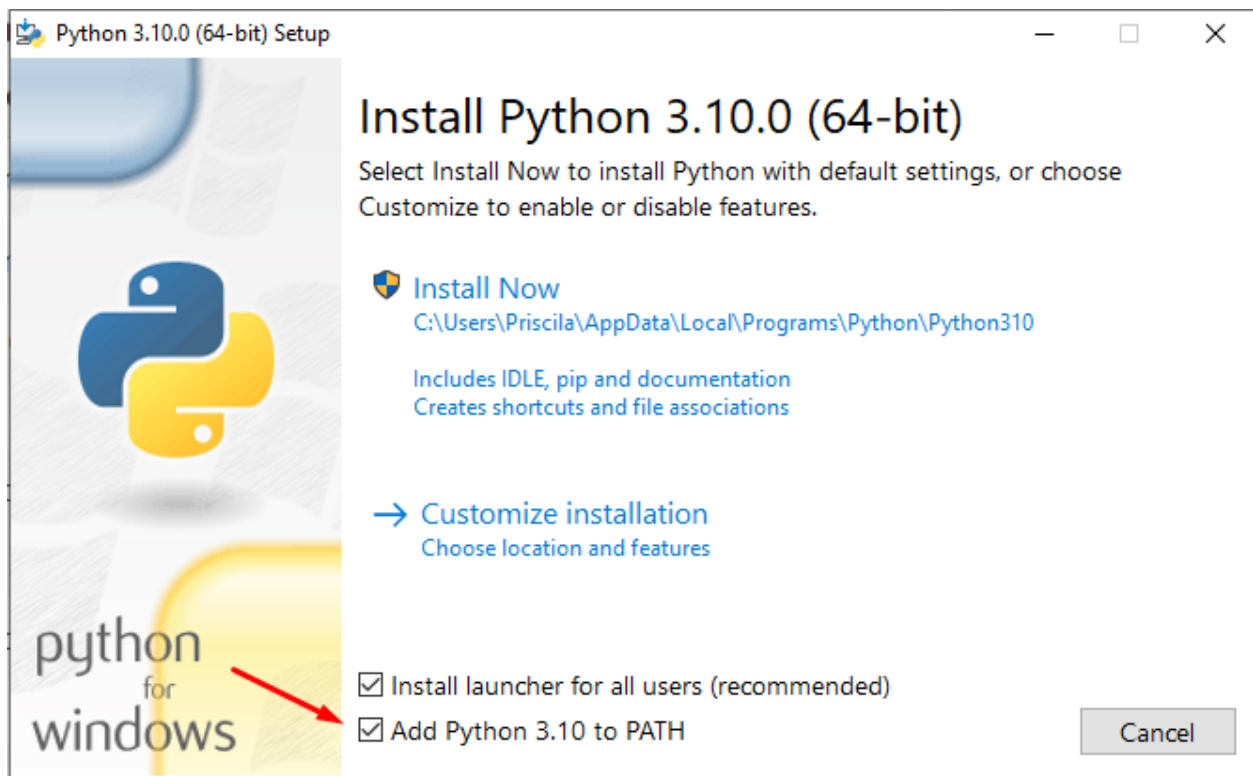 Python 3.10.0 (64-bit) Setup
Install Python 3.10.0 (64-bit)
Select Install Now to install Python with default settings, or choose
Customize to enable or disable features.
Install Now
C:\Users\Priscila\AppData\Local\Programs\Python\Python310
Includes IDLE, pip and documentation
Creates shortcuts and file associations
Customize installation
Choose location and features
python
for
windows
Install launcher for all users (recommended)
Add Python 3.10 to PATH
Cancel